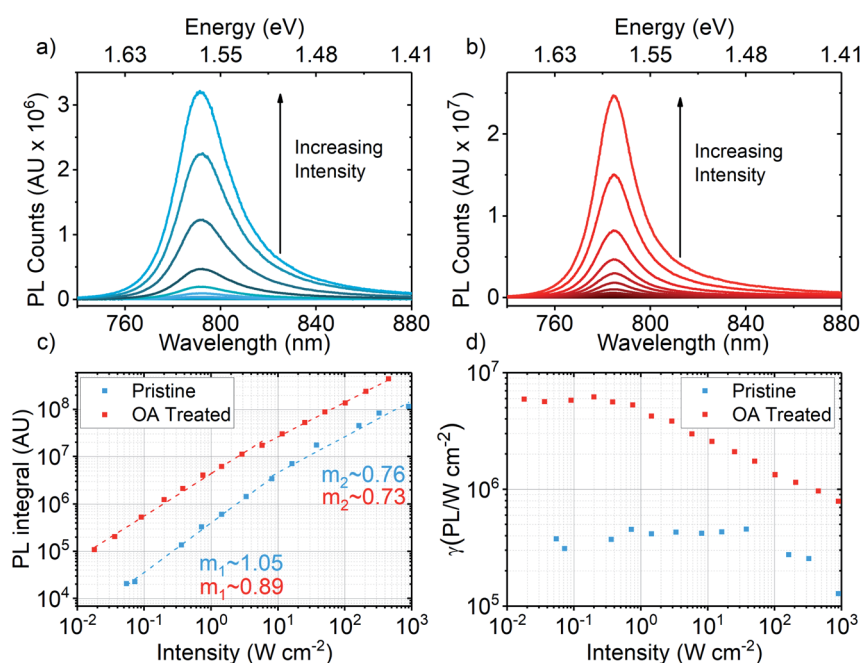 Energy (eV)
a)
1.63 1.55 1.48 1.41
3
2
1
0
PL Counts (AU x 10⁶)
Increasing
Intensity
760 800 840 880
Wavelength (nm)
Energy (eV)
b)
1.63 1.55 1.48 1.41
2
1
0
PL Counts (AU x 10⁷)
Increasing
Intensity
760 800 840 880
Wavelength (nm)
c)
Pristine
OA Treated
10⁸
10⁷
10⁶
10⁵
10⁴
PL integral (AU)
m₂~0.76
m₂~0.73
m₁~1.05
m₁~0.89
10⁻² 10⁻¹ 10⁰ 10¹ 10² 10³
Intensity (W cm⁻²)
d)
Pristine
OA Treated
10⁷
10⁶
10⁵
γ(PL/W cm⁻²)
10⁻² 10⁻¹ 10⁰ 10¹ 10² 10³
Intensity (W cm⁻²)